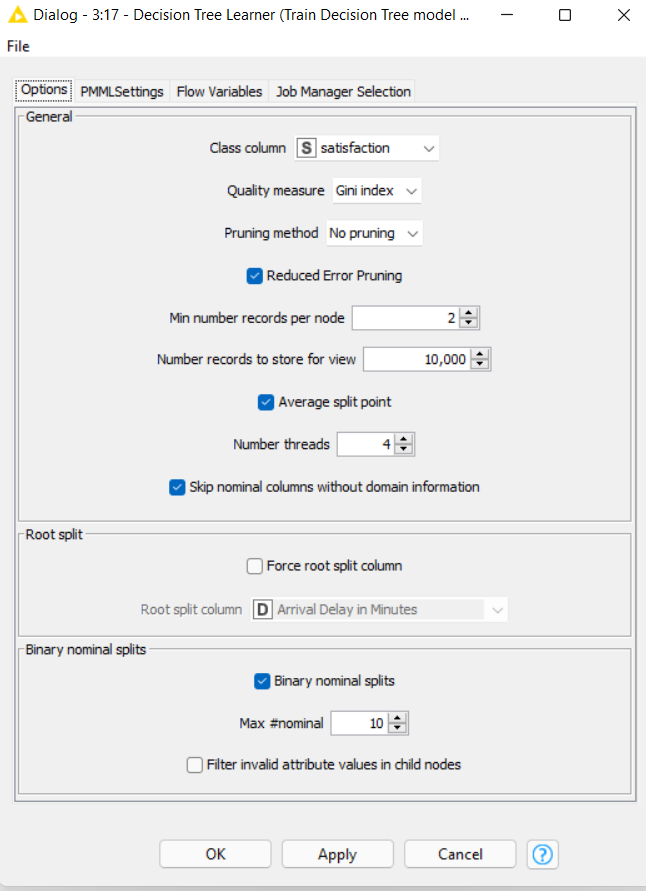 Dialog - 3:17 - Decision Tree Learner (Train Decision Tree model ...
File
Options PMMLSettings Flow Variables Job Manager Selection
General
Class column S satisfaction
Quality measure Gini index
Pruning method No pruning
Reduced Error Pruning
Min number records per node 2
Number records to store for view 10,000
Average split point
Number threads 4
Skip nominal columns without domain information
Root split
Force root split column
Root split column D Arrival Delay in Minutes
Binary nominal splits
Binary nominal splits
Max #nominal 10
Filter invalid attribute values in child nodes
OK Apply Cancel ?